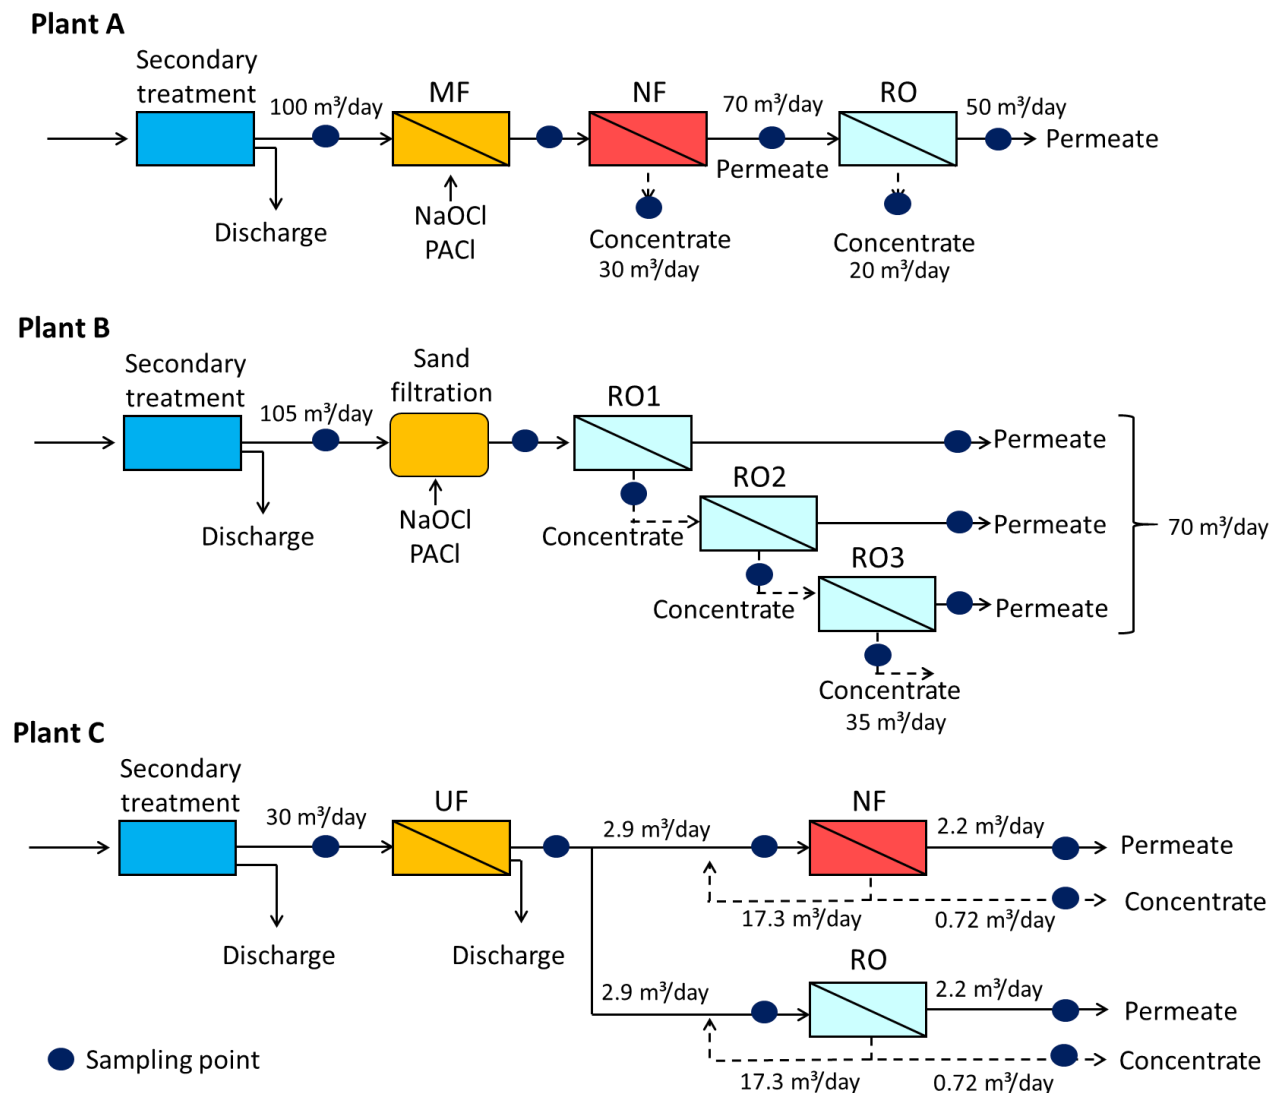 Plant A
Secondary
treatment
100 m³/day
MF
NF
70 m³/day
RO
50 m³/day
Permeate
Permeate
Discharge
NaOCl
PACl
Concentrate
30 m³/day
Concentrate
20 m³/day
Plant B
Secondary
treatment
105 m³/day
Sand
filtration
RO1
Permeate
Discharge
NaOCl
PACl
Concentrate
RO2
Permeate
70 m³/day
Concentrate
RO3
Permeate
Concentrate
35 m³/day
Plant C
Secondary
treatment
30 m³/day
UF
2.9 m³/day
NF
2.2 m³/day
Permeate
17.3 m³/day
0.72 m³/day
Concentrate
Discharge
Discharge
2.9 m³/day
RO
2.2 m³/day
Permeate
17.3 m³/day
0.72 m³/day
Concentrate
Sampling point